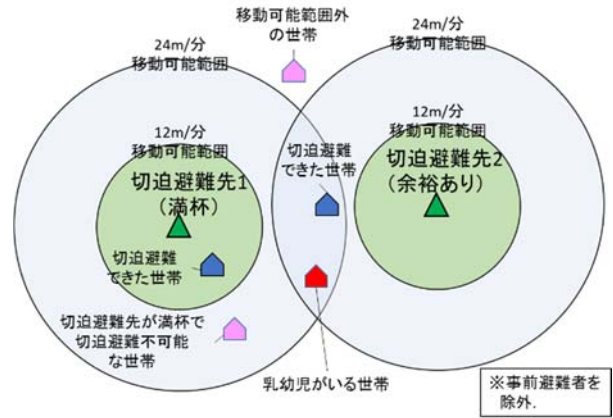 移動可能範囲外
の世帯
24m/分
移動可能範囲
24m/分
移動可能範囲
12m/分
移動可能範囲
切迫避難先1
(満杯)
切迫避難
できた世帯
12m/分
移動可能範囲
切迫避難先2
(余裕あり)
切迫避難
できた世帯
切迫避難先が満杯で
切迫避難不可能
な世帯
乳幼児がいる世帯
※事前避難者を
除外.